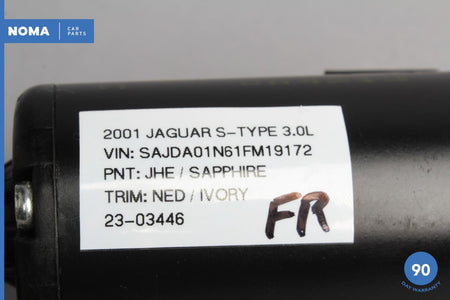 NOMA CAR PARTS
2001 JAGUAR S-TYPE 3.0L
VIN: SAJDA01N61FM19172
PNT: JHE / SAPPHIRE
TRIM: NED / IVORY
23-03446
FR
90
DAY WARRANTY